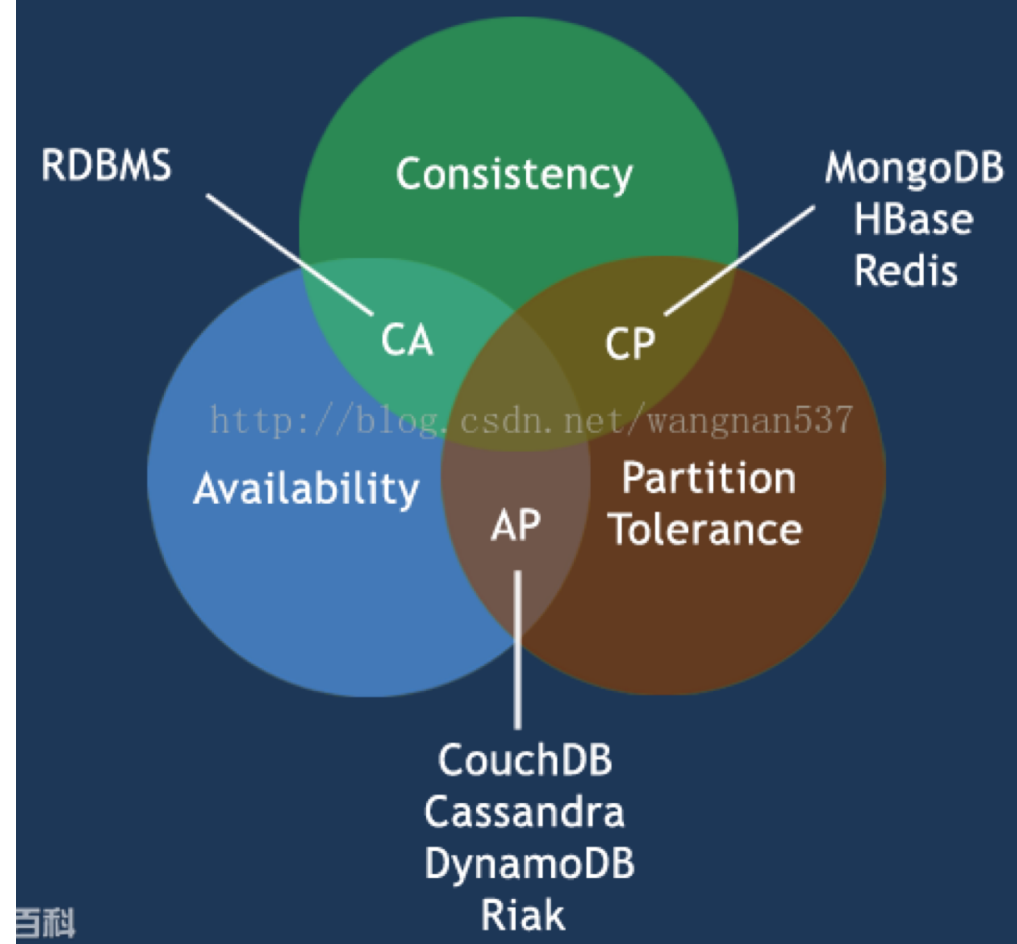 RDBMS
Consistency
MongoDB
HBase
Redis
CA
CP
http://blog.csdn.net/wangnan537
Availability
Partition
Tolerance
AP
CouchDB
Cassandra
DynamoDB
Riak
百科